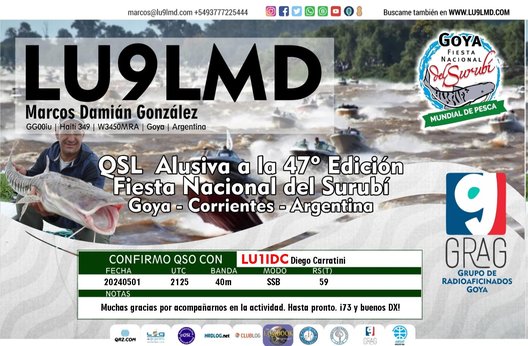 marcos@lu9lmd.com +5493777225444
Buscame también en WWW.LU9LMD.COM
LU9LMD
Marcos Damián González
GG00iu | Haiti 349 | W3450MRA | Goya | Argentina
GOYA
FIESTA
NACIONAL
del Surubí
MUNDIAL DE PESCA
QSL Alusiva a la 47º Edición
Fiesta Nacional del Surubí
Goya - Corrientes - Argentina
g
GRAG
GRUPO DE
RADIOAFICINADOS
GOYA
CONFIRMO QSO CON LU1IDC Diego Carratini
FECHA UTC BANDA MODO RS(T)
20240501 2125 40m SSB 59
NOTAS
Muchas gracias por acompañarnos en la actividad. Hasta pronto. ¡73 y buenos DX!
QRZ.COM
HRDLOG.net
CLUBLOG
GRAG